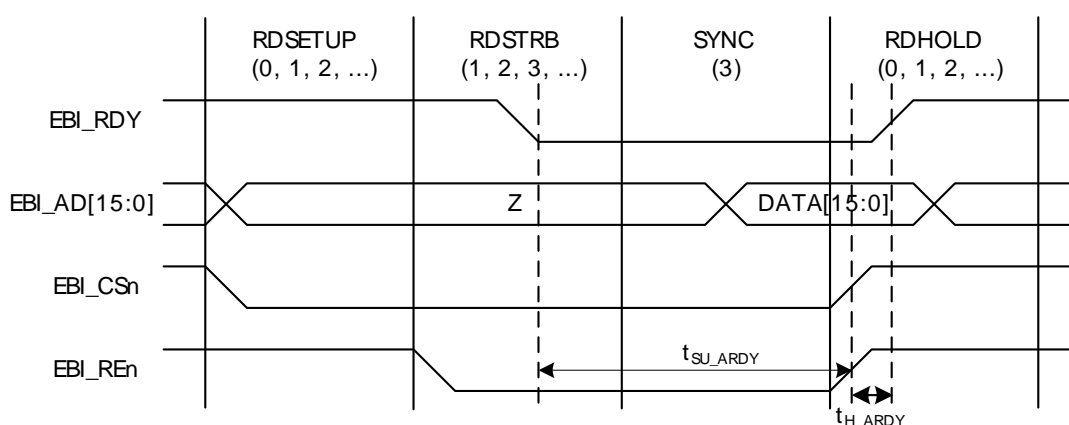 RDSETUP RDSTRB SYNC RDHOLD
(0, 1, 2, ...) (1, 2, 3, ...) (3) (0, 1, 2, ...)
EBI_RDY
EBI_AD[15:0] Z DATA[15:0]
EBI_CSn
EBI_REn tSU_ARDY
tH_ARDY